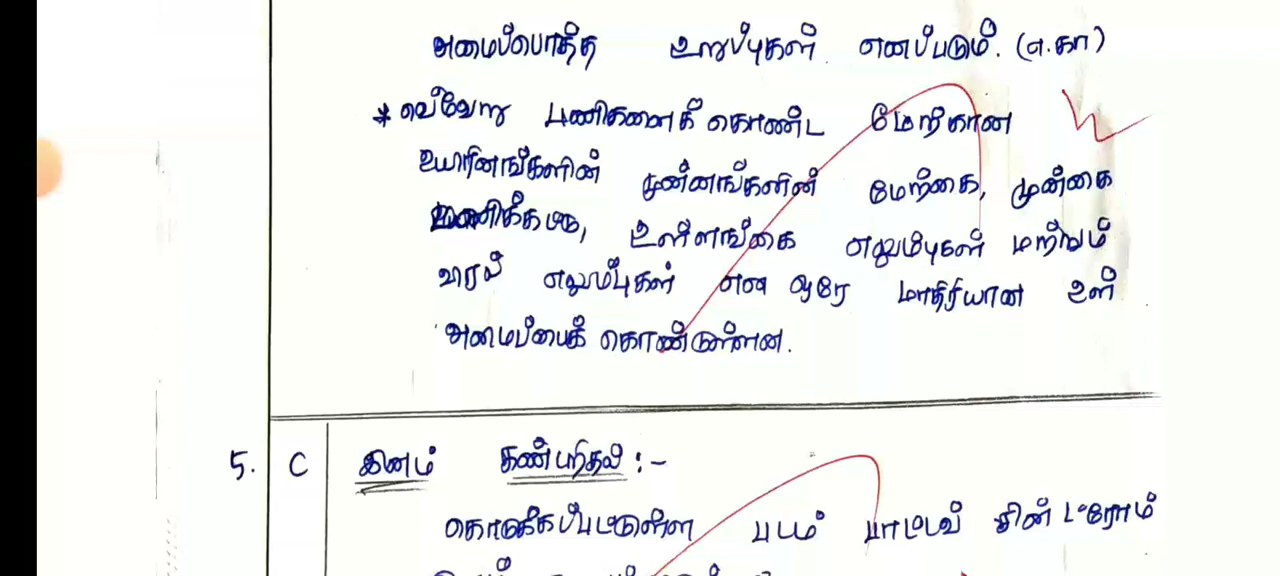 அமைப்பொத்த உறுப்புகள் எனப்படும். (எ.கா)
* வெவ்வேறு பணிகளைக் கொண்ட மேற்கான
உயிரினங்களின் முன்னங்களின் மேற்கை, முன்கை
மணிக்கட்டு, உள்ளங்கை எலும்புகள் மற்றும்
விரல் எலும்புகள் என ஒரே மாதிரியான உள்
அமைப்பைக் கொண்டுள்ளன.
5. C இனம் கண்டறிதல் :-
கொடுக்கப்பட்டுள்ள படம் பாட்டவ் சின்ட்ரோம்